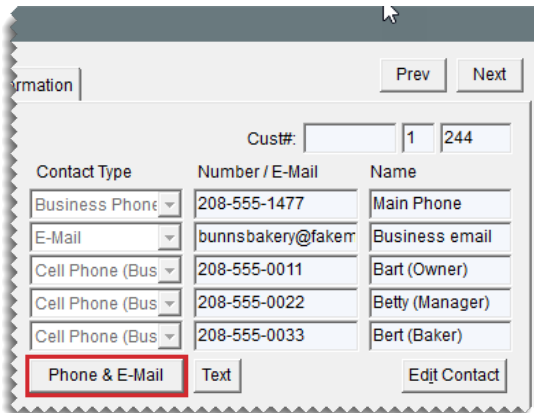 Prev Next
rmation
Cust#: 1 244
Contact Type Number / E-Mail Name
Business Phone 208-555-1477 Main Phone
E-Mail bunnsbakery@fakem Business email
Cell Phone (Bus 208-555-0011 Bart (Owner)
Cell Phone (Bus 208-555-0022 Betty (Manager)
Cell Phone (Bus 208-555-0033 Bert (Baker)
Phone & E-Mail Text Edit Contact